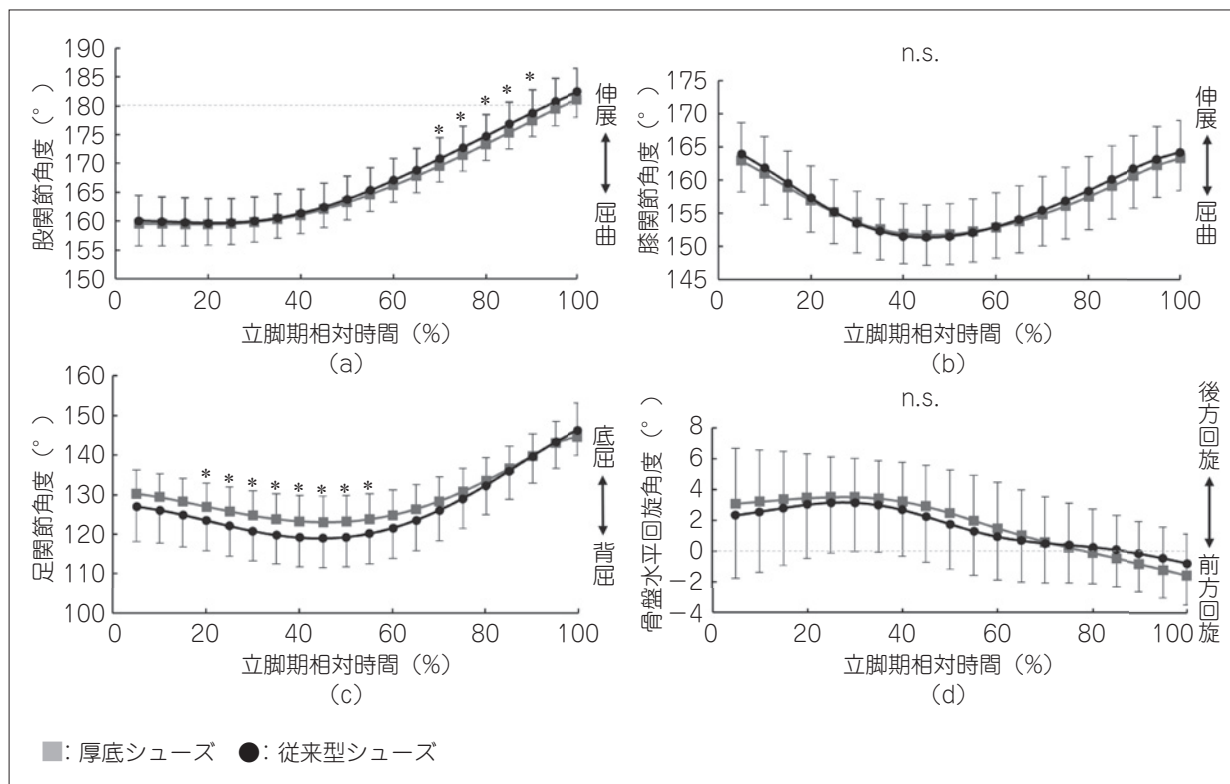 190
180
170
160
150
0
20
40
60
80
100
股関節角度(°)
* * * * *
伸展
屈曲
立脚期相対時間(%)
(a)
n.s.
175
170
165
160
155
150
145
0
20
40
60
80
100
膝関節角度(°)
伸展
屈曲
立脚期相対時間(%)
(b)
160
150
140
130
120
110
100
0
20
40
60
80
100
足関節角度(°)
* * * * * * * *
底屈
背屈
立脚期相対時間(%)
(c)
n.s.
8
6
4
2
0
−2
−4
0
20
40
60
80
100
骨盤水平回旋角度(°)
後方回旋
前方回旋
立脚期相対時間(%)
(d)
■:厚底シューズ ●:従来型シューズ